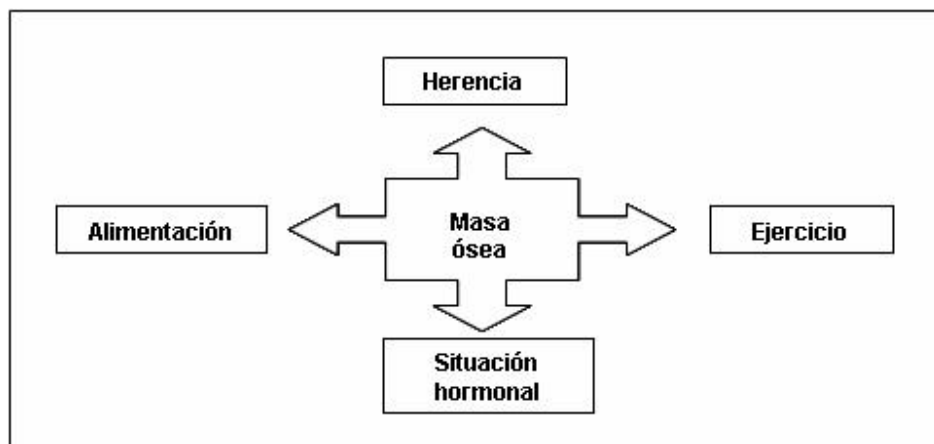 Herencia
Alimentación
Masa
ósea
Ejercicio
Situación
hormonal